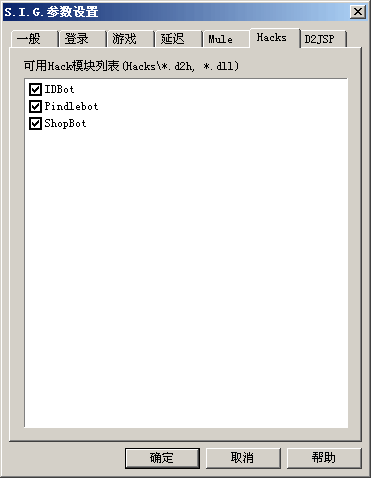 S.I.G.参数设置
一般 登录 游戏 延迟 Mule Hacks D2JSP
可用Hack模块列表(Hacks\*.d2h, *.dll)
IDBot
Pindlebot
ShopBot
确定 取消 帮助